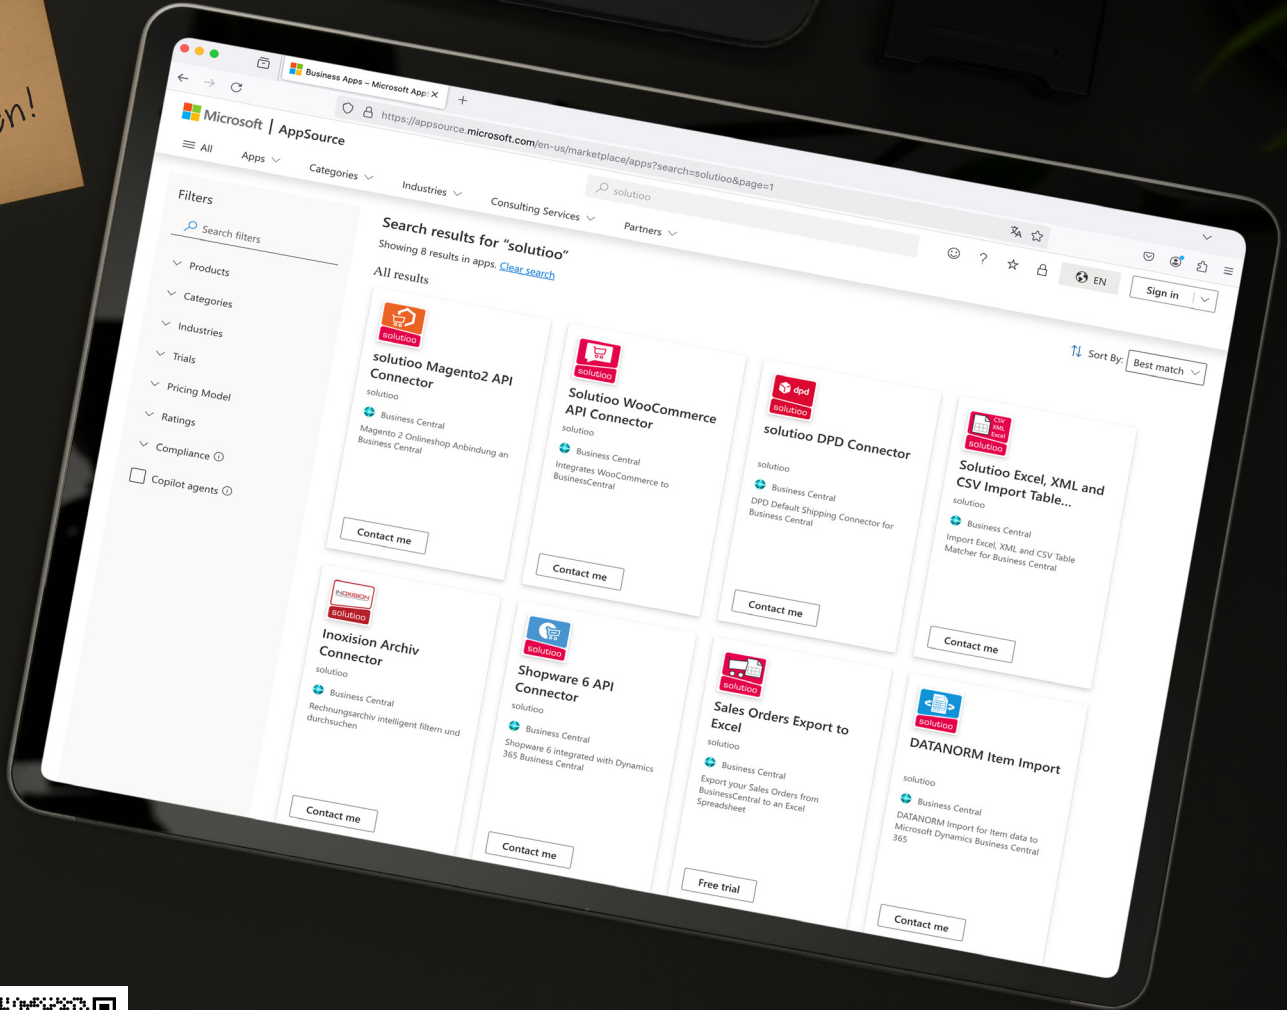 en!
Business Apps – Microsoft App
https://appsource.microsoft.com/en-us/marketplace/apps?search=solutioo&page=1
Microsoft | AppSource
solutioo
All
Apps
Categories
Industries
Consulting Services
Partners
EN
Sign in
Filters
Search filters
Products
Categories
Industries
Trials
Pricing Model
Ratings
Compliance
Copilot agents
Search results for "solutioo"
Showing 8 results in apps. Clear search
All results
Sort By: Best match
solutioo
solutioo Magento2 API
Connector
solutioo
Business Central
Magento 2 Onlineshop Anbindung an
Business Central
Contact me
solutioo
Solutioo WooCommerce
API Connector
solutioo
Business Central
Integrates WooCommerce to
BusinessCentral
Contact me
dpd
solutioo
solutioo DPD Connector
solutioo
Business Central
DPD Default Shipping Connector for
Business Central
Contact me
CSV
XML
Excel
solutioo
Solutioo Excel, XML and
CSV Import Table...
solutioo
Business Central
Import Excel, XML and CSV Table
Matcher for Business Central
Contact me
INOXISION
solutioo
Inoxision Archiv
Connector
solutioo
Business Central
Rechnungsarchiv intelligent filtern und
durchsuchen
Contact me
solutioo
Shopware 6 API
Connector
solutioo
Business Central
Shopware 6 integrated with Dynamics
365 Business Central
Contact me
solutioo
Sales Orders Export to
Excel
solutioo
Business Central
Export your Sales Orders from
BusinessCentral to an Excel
Spreadsheet
Free trial
solutioo
DATANORM Item Import
solutioo
Business Central
DATANORM Import for Item data to
Microsoft Dynamics Business Central
365
Contact me